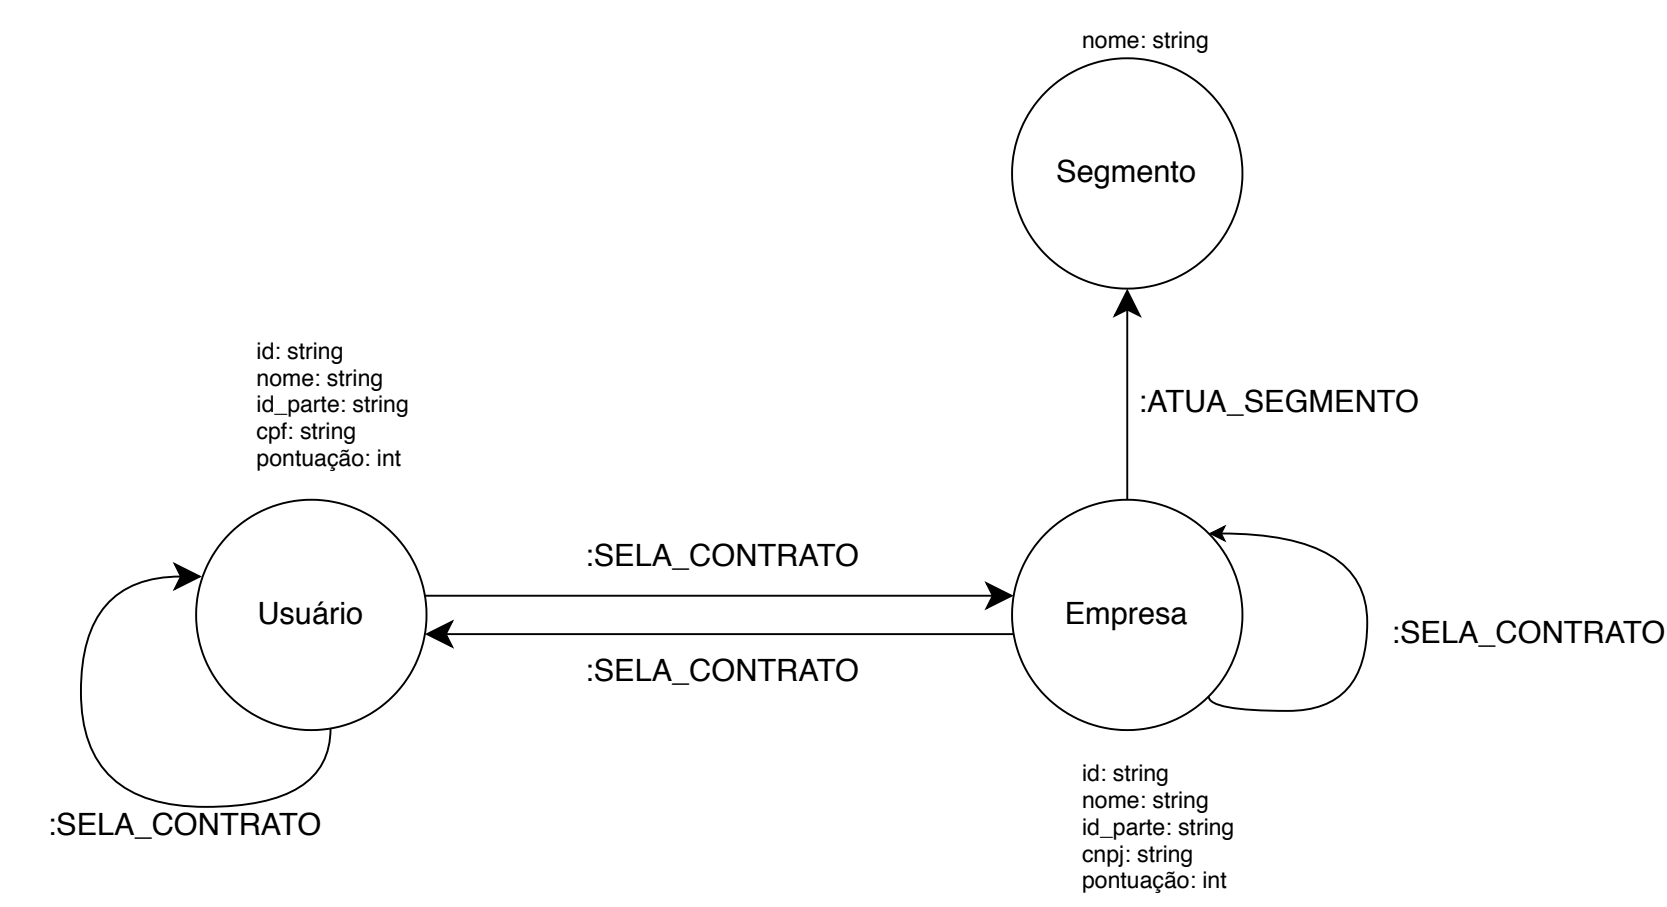 nome: string
Segmento
:ATUA_SEGMENTO
id: string
nome: string
id_parte: string
cpf: string
pontuação: int
Usuário
:SELA_CONTRATO
:SELA_CONTRATO
:SELA_CONTRATO
Empresa
:SELA_CONTRATO
id: string
nome: string
id_parte: string
cnpj: string
pontuação: int